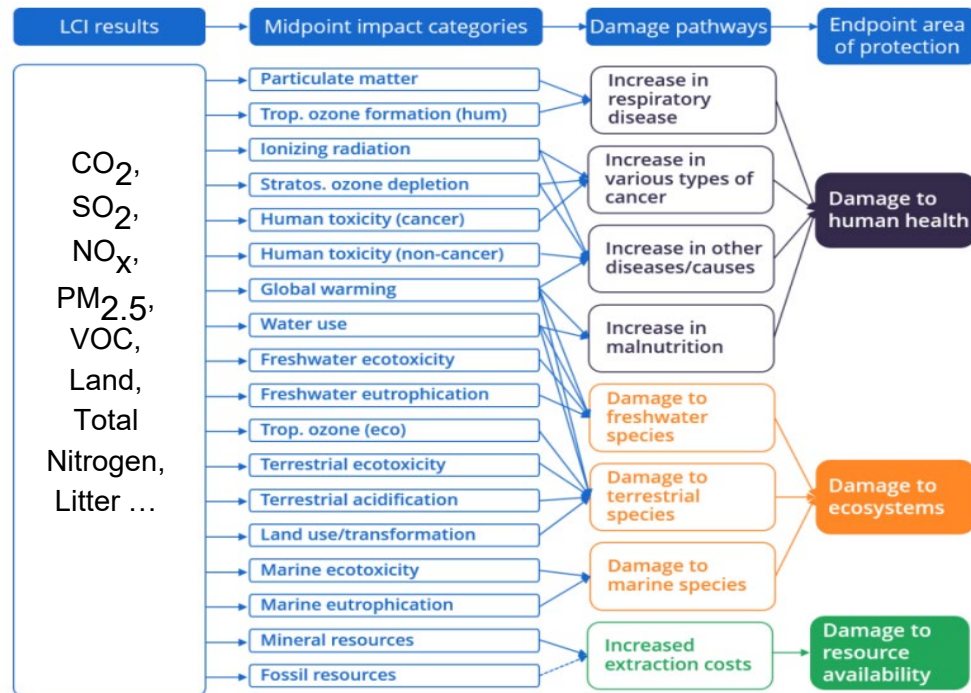 LCI results
Midpoint impact categories
Damage pathways
Endpoint area
of protection
CO2,
SO2,
NOx,
PM2.5,
VOC,
Land,
Total
Nitrogen,
Litter …
Particulate matter
Trop. ozone formation (hum)
Ionizing radiation
Stratos. ozone depletion
Human toxicity (cancer)
Human toxicity (non-cancer)
Global warming
Water use
Freshwater ecotoxicity
Freshwater eutrophication
Trop. ozone (eco)
Terrestrial ecotoxicity
Terrestrial acidification
Land use/transformation
Marine ecotoxicity
Marine eutrophication
Mineral resources
Fossil resources
Increase in
respiratory
disease
Increase in
various types of
cancer
Increase in other
diseases/causes
Increase in
malnutrition
Damage to
freshwater
species
Damage to
terrestrial
species
Damage to
marine species
Increased
extraction costs
Damage to
human health
Damage to
ecosystems
Damage to
resource
availability